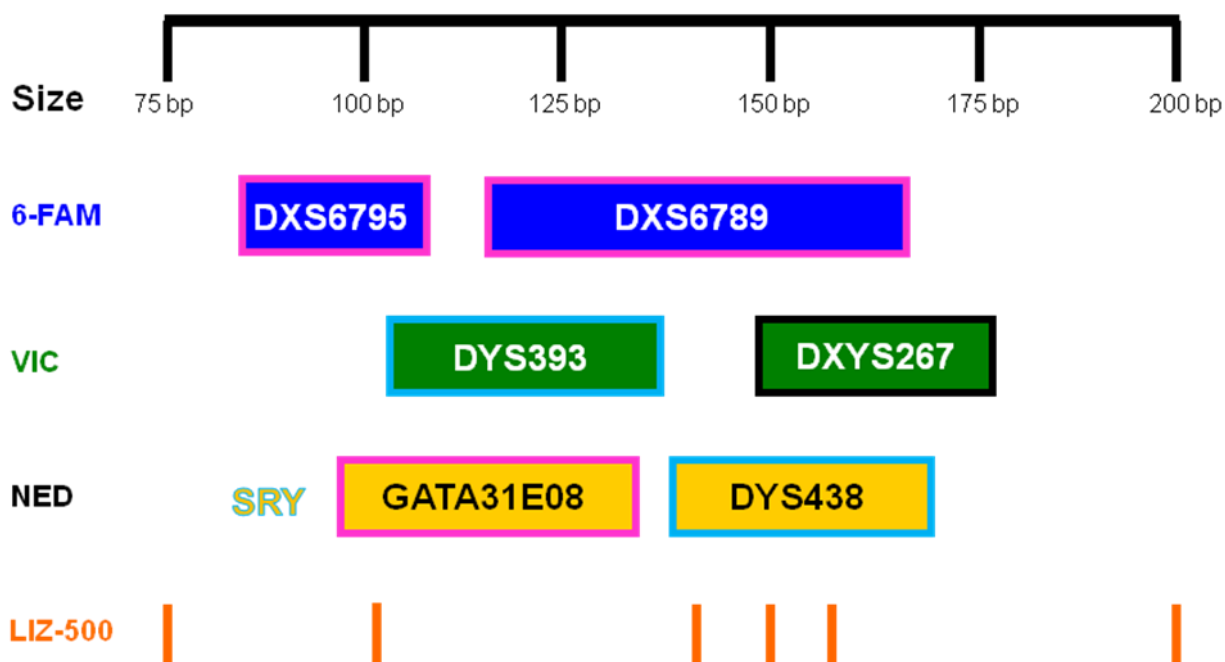 Size 75 bp 100 bp 125 bp 150 bp 175 bp 200 bp
6-FAM DXS6795 DXS6789
VIC DYS393 DXYS267
NED SRY GATA31E08 DYS438
LIZ-500